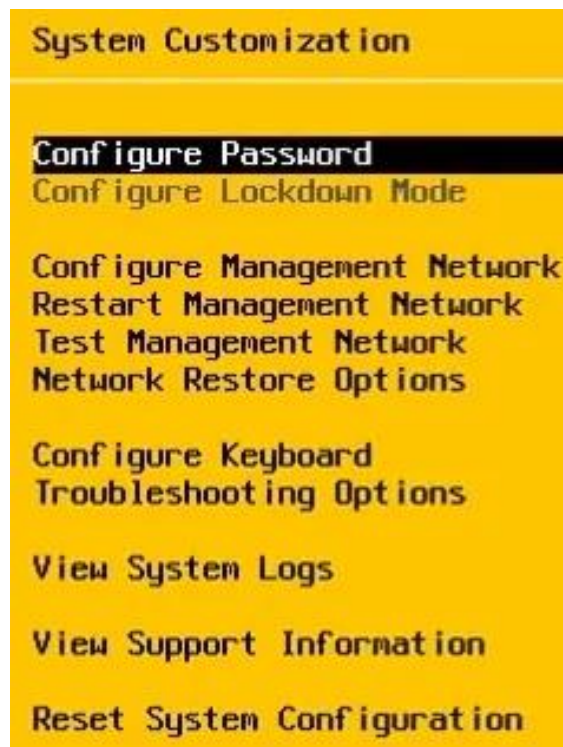 System Customization
Configure Password
Configure Lockdown Mode
Configure Management Network
Restart Management Network
Test Management Network
Network Restore Options
Configure Keyboard
Troubleshooting Options
View System Logs
View Support Information
Reset System Configuration